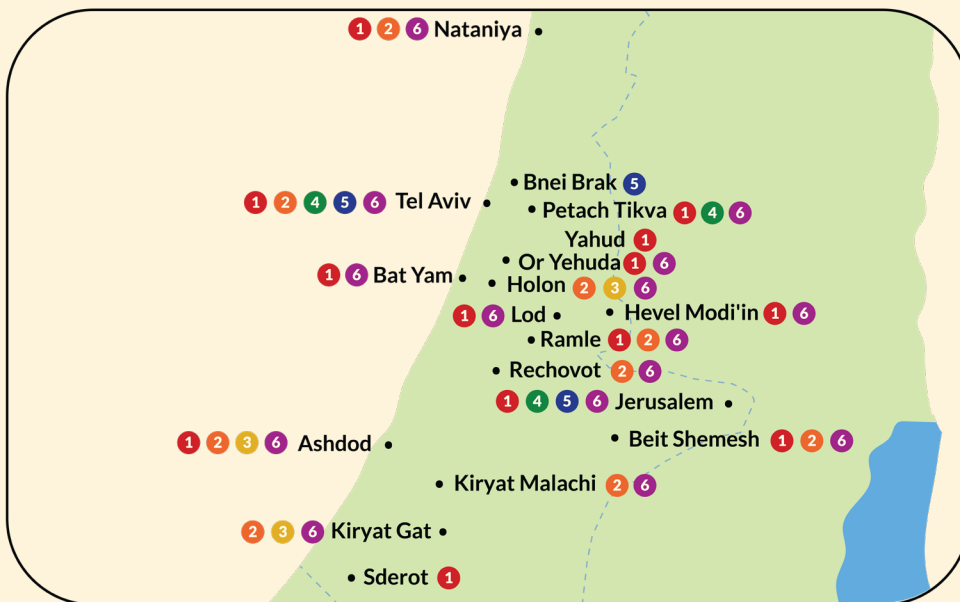 1 2 6 Nataniya
Bnei Brak 5
1 2 4 5 6 Tel Aviv
Petach Tikva 1 4 6
Yahud 1
Or Yehuda 1 6
1 6 Bat Yam
Holon 2 3 6
1 6 Lod
Hevel Modi'in 1 6
Ramle 1 2 6
Rechovot 2 6
1 4 5 6 Jerusalem
Beit Shemesh 1 2 6
1 2 3 6 Ashdod
Kiryat Malachi 2 6
2 3 6 Kiryat Gat
Sderot 1